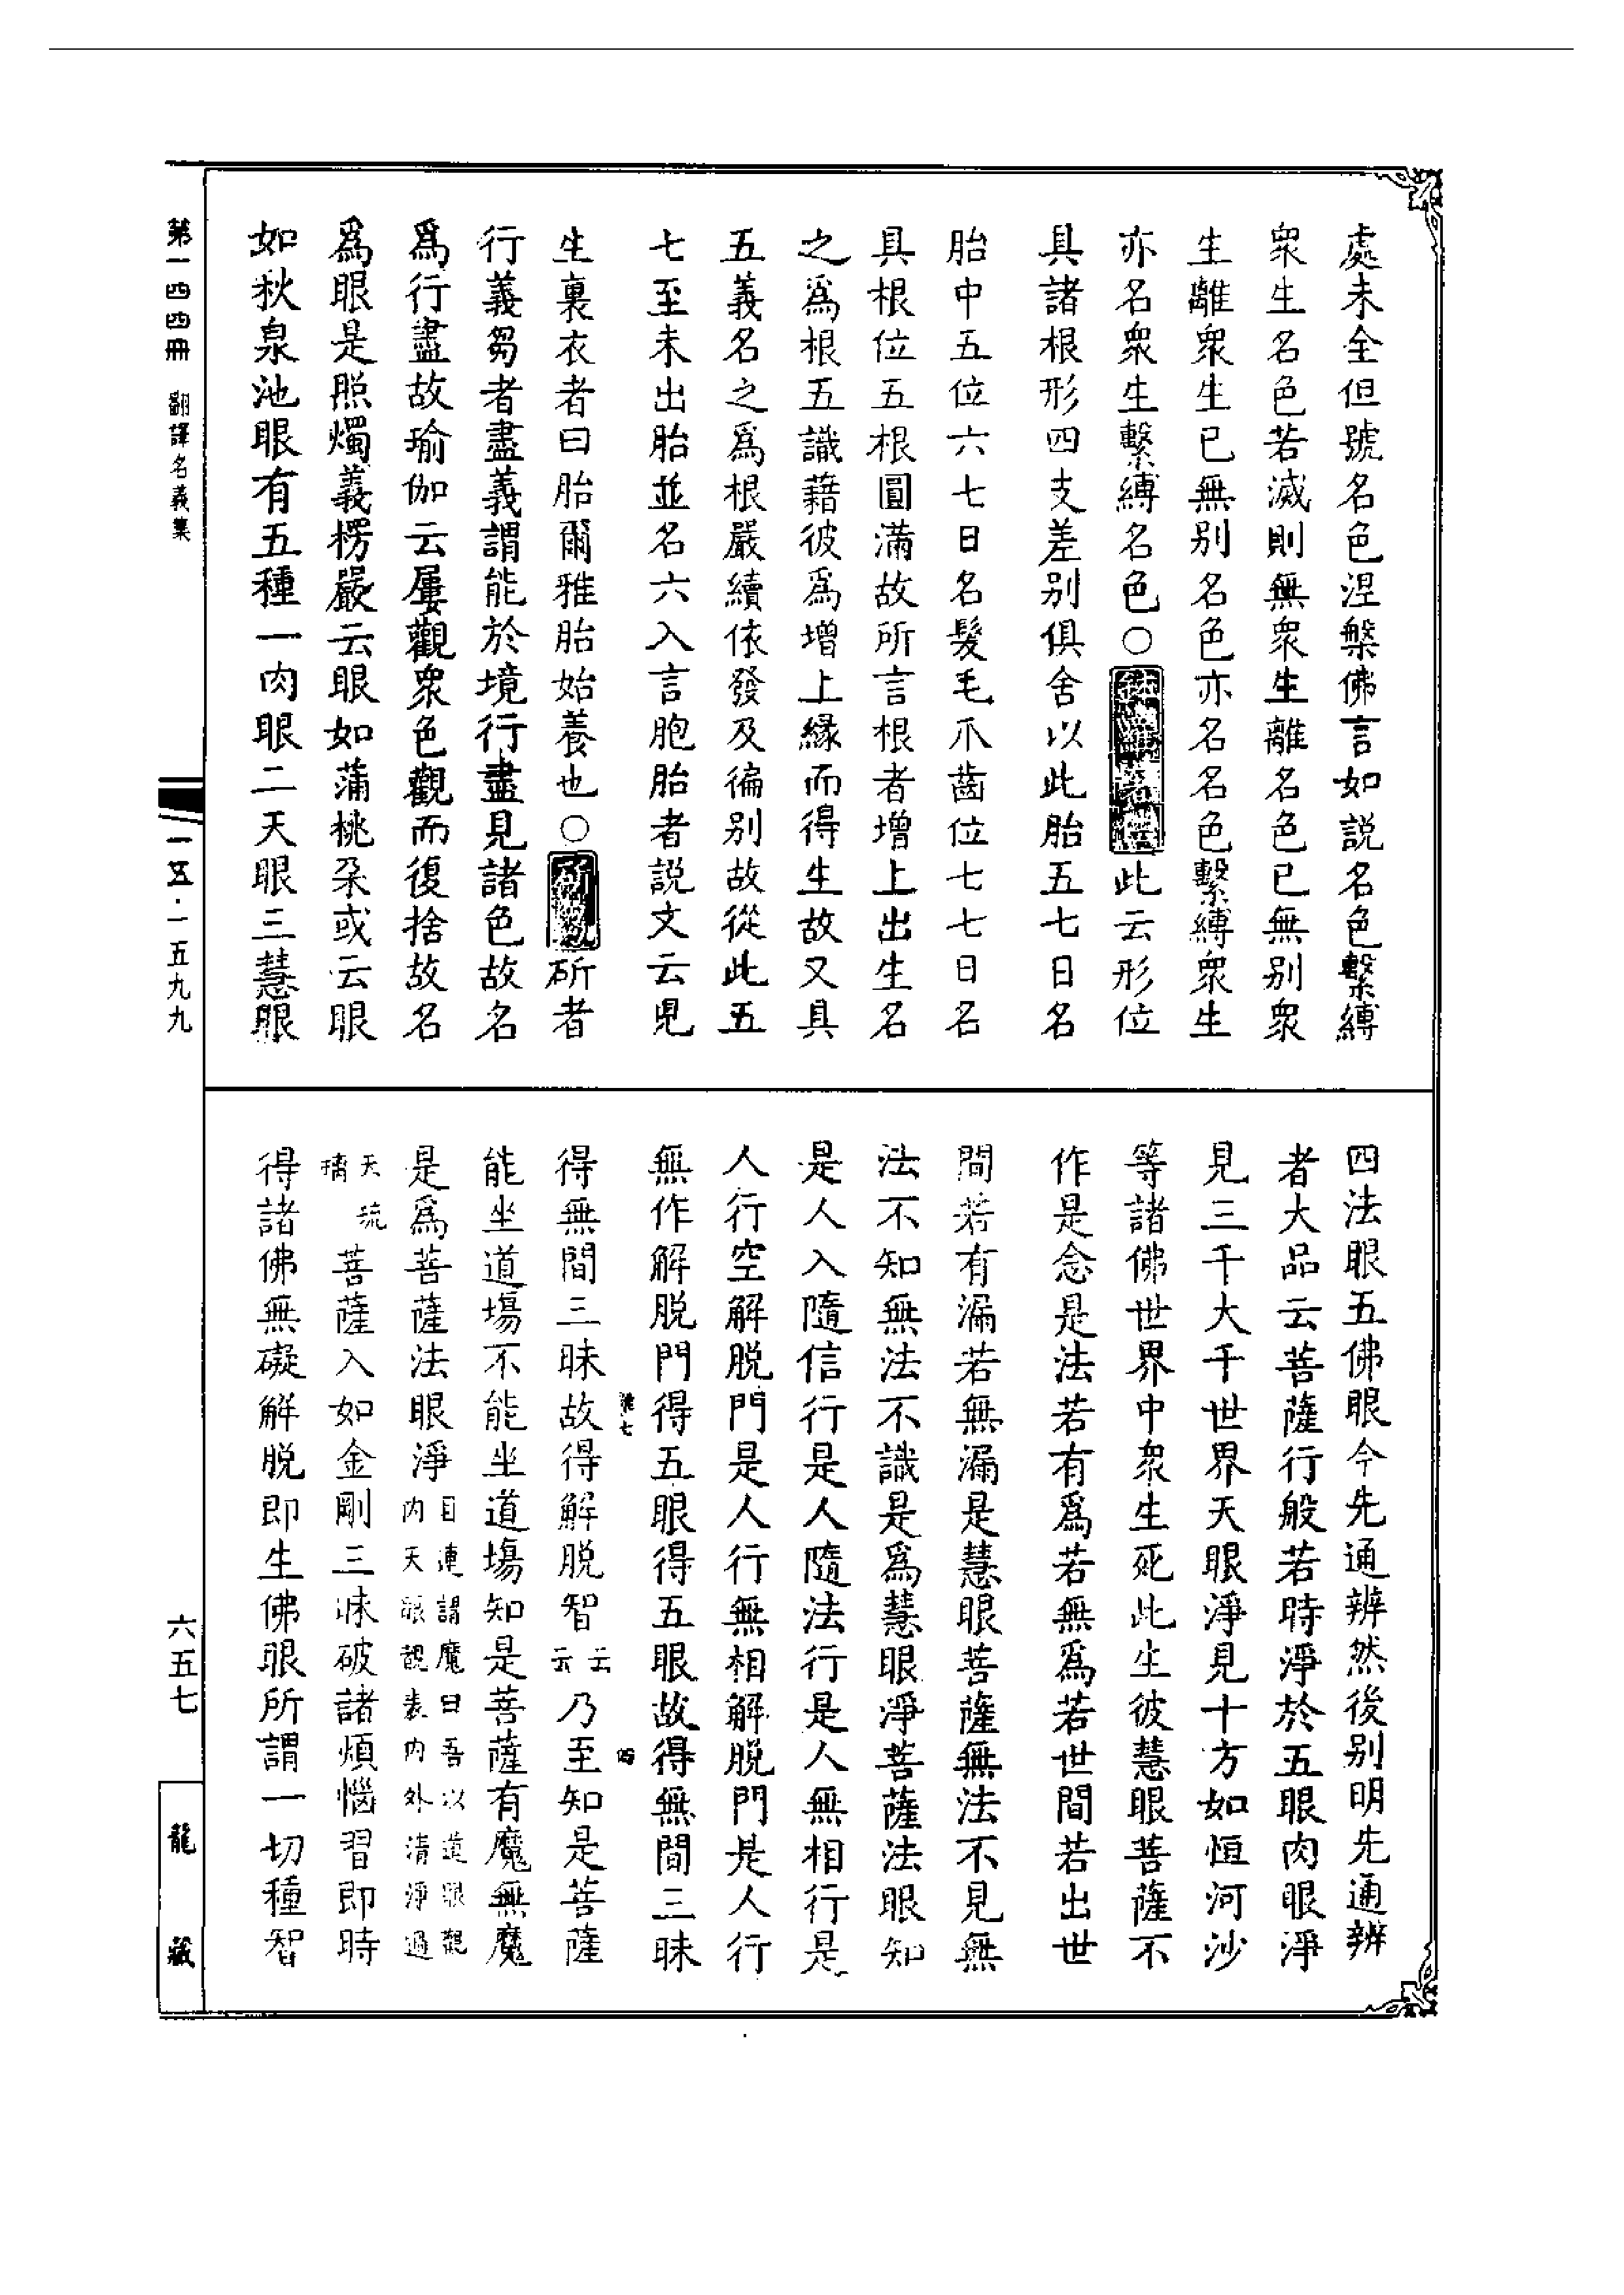 處未全但號名色涅槃佛言如説名色繫縛
衆生名色若滅則無衆生離名色已無别衆
生離衆生已無别名色亦名名色繫縛衆生
亦名衆生繫縛名色○此云形位
具諸根形四支差别俱舍以此胎五七日名
胎中五位六七日名髮毛爪齒位七七日名
具根位五根圓滿故所言根者增上出生名
之爲根五識藉彼爲增上緣而得生故又具
五義名之爲根嚴續依發及徧别故從此五
七至未出胎並名六入言胞胎者説文云兒
生裹衣者曰胎爾雅胎始養也○斫者
行義芻者盡義謂能於境行盡見諸色故名
爲行盡故瑜伽云屢觀衆色觀而復捨故名
爲眼是照燭義楞嚴云眼如蒲桃朶或云眼
如秋泉池眼有五種一肉眼二天眼三慧眼
四法眼五佛眼今先通辨然後别明先通辨
者大品云菩薩行般若時淨於五眼肉眼淨
見三千大千世界天眼淨見十方如恒河沙
等諸佛世界中衆生死此生彼慧眼菩薩不
作是念是法若有爲若無爲若世間若出世
間若有漏若無漏是慧眼菩薩無法不見無
法不知無法不識是爲慧眼淨菩薩法眼知
是人入隨信行是人隨法行是人無相行是
人行空解脱門是人行無相解脱門是人行
無作解脱門得五眼得五眼故得無間三昧
得無間三昧故得解脱智云云乃至知是菩薩
能坐道場不能坐道場知是菩薩有魔無魔
是爲菩薩法眼淨目連謂魔曰吾以道眼觀内天眼觀表内外清淨過
天琉璃菩薩入如金剛三昧破諸煩惱習即時
得諸佛無礙解脱即生佛眼所謂一切種智
第一四四冊
翻譯名義集
一五·一五九九
六五七
龍藏